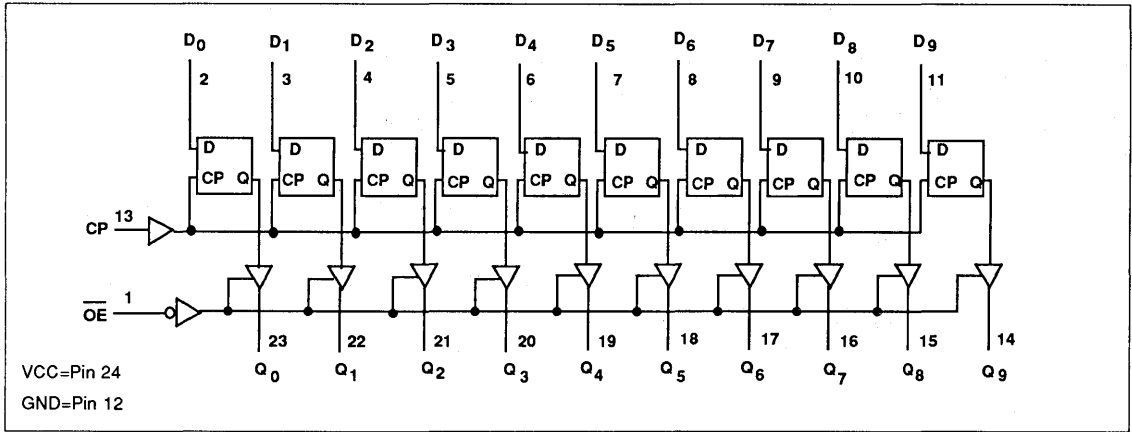 D0 D1 D2 D3 D4 D5 D6 D7 D8 D9
2 3 4 5 6 7 8 9 10 11
D D D D D D D D D D
CP Q CP Q CP Q CP Q CP Q CP Q CP Q CP Q CP Q CP Q
CP 13
OE 1
23 22 21 20 19 18 17 16 15 14
Q0 Q1 Q2 Q3 Q4 Q5 Q6 Q7 Q8 Q9
VCC=Pin 24
GND=Pin 12